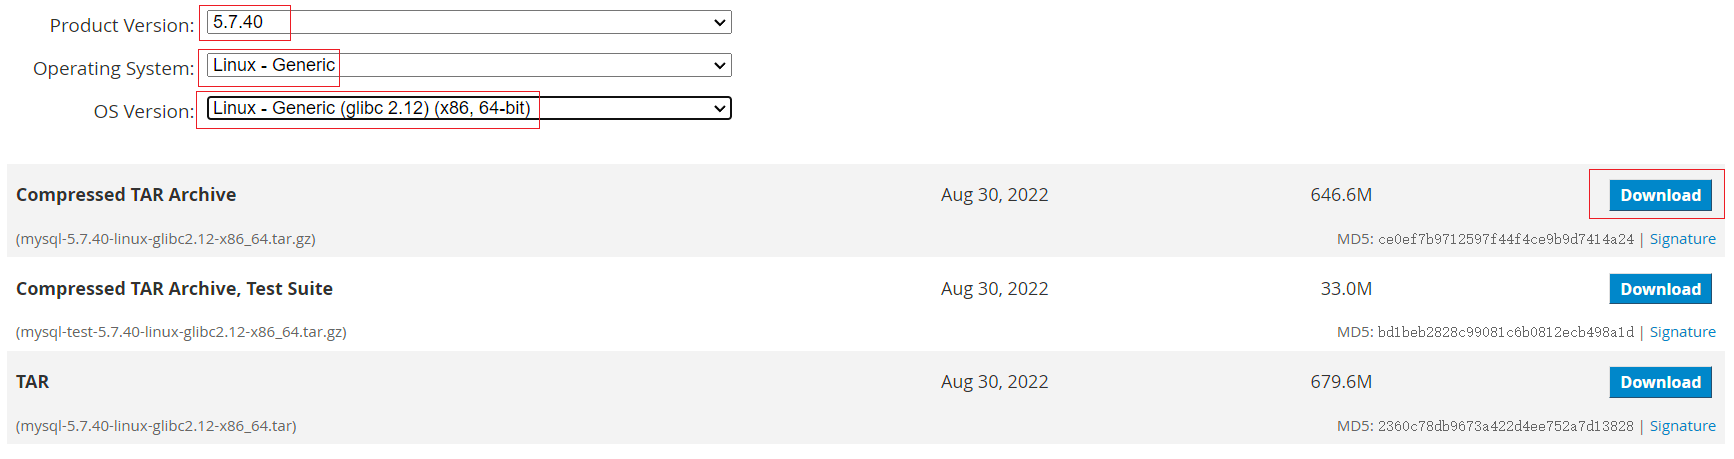 Product Version: 5.7.40
Operating System: Linux - Generic
OS Version: Linux - Generic (glibc 2.12) (x86, 64-bit)
Compressed TAR Archive Aug 30, 2022 646.6M Download
(mysql-5.7.40-linux-glibc2.12-x86_64.tar.gz) MD5: ce0ef7b9712597f44f4ce9b9d7414a24 | Signature
Compressed TAR Archive, Test Suite Aug 30, 2022 33.0M Download
(mysql-test-5.7.40-linux-glibc2.12-x86_64.tar.gz) MD5: bd1beb2828c99081c6b0812ecb498a1d | Signature
TAR Aug 30, 2022 679.6M Download
(mysql-5.7.40-linux-glibc2.12-x86_64.tar) MD5: 2360c78db9673a422d4ee752a7d13828 | Signature